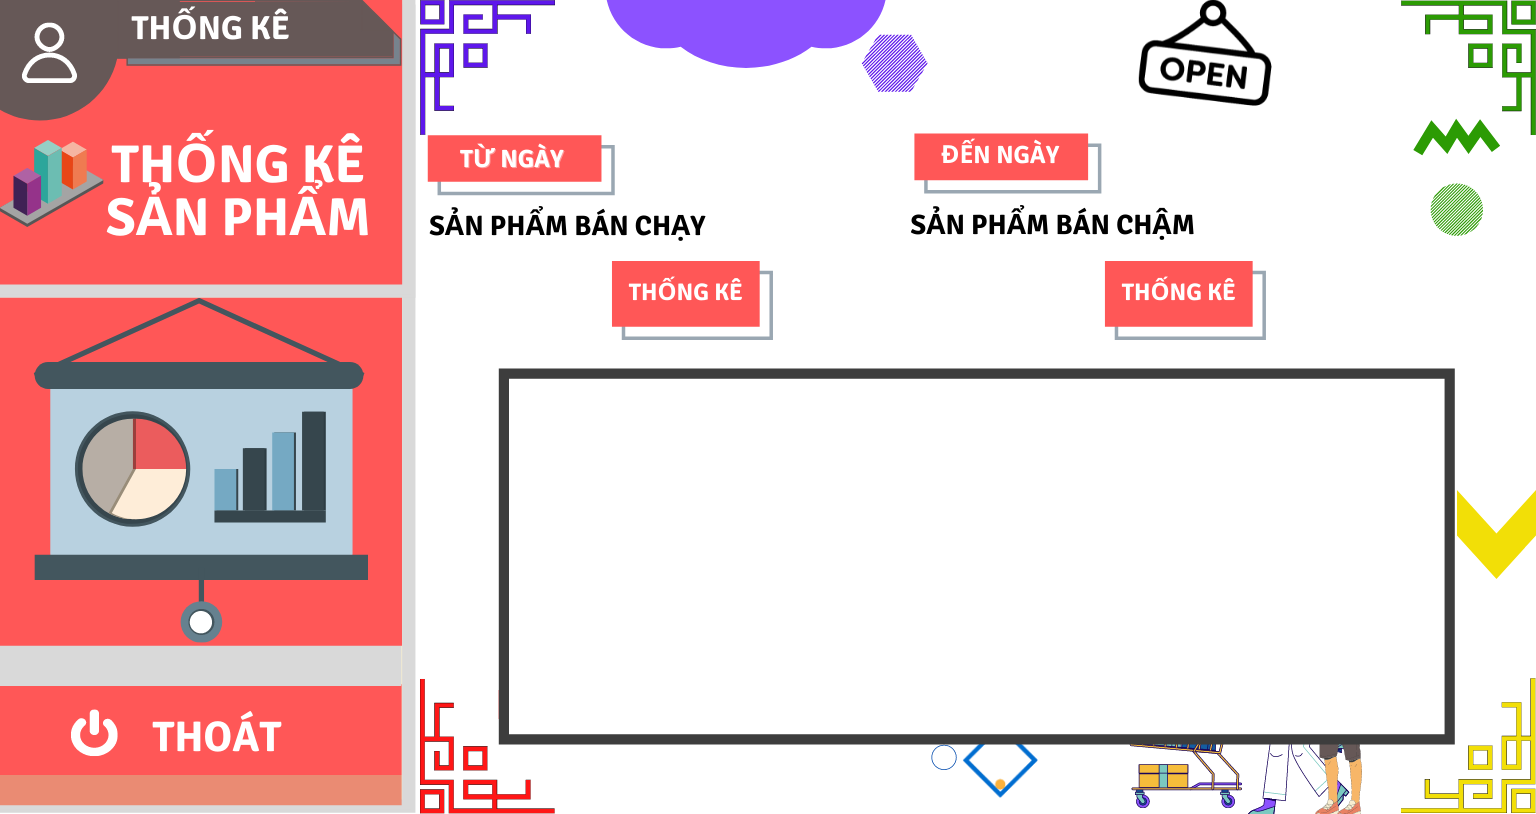 THỐNG KÊ
THỐNG KÊ
SẢN PHẨM
THOÁT
OPEN
TỪ NGÀY
ĐẾN NGÀY
SẢN PHẨM BÁN CHẠY
SẢN PHẨM BÁN CHẬM
THỐNG KÊ
THỐNG KÊ